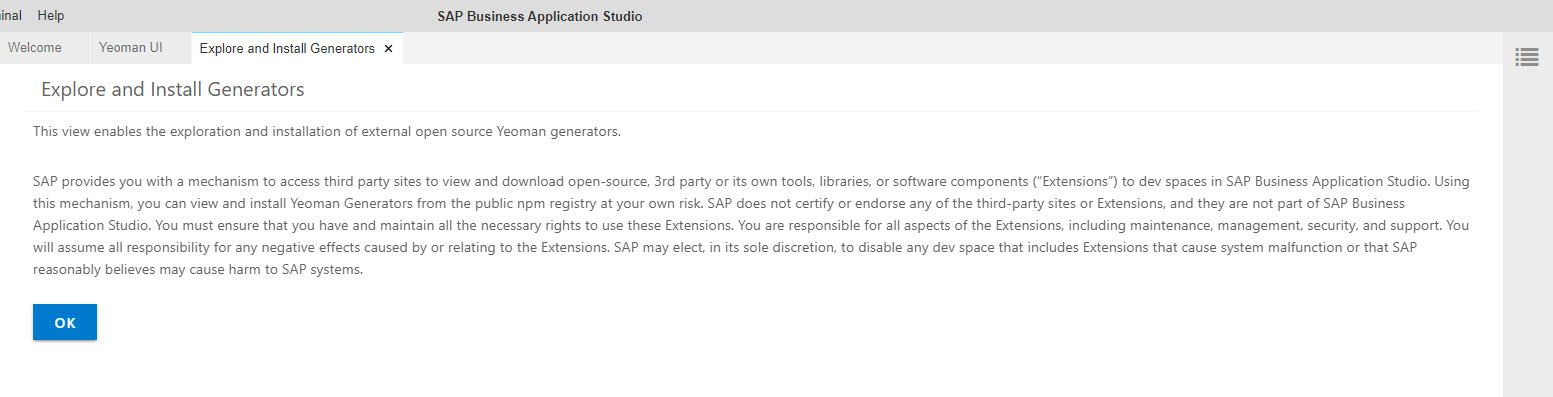 inal Help SAP Business Application Studio
Welcome Yeoman UI Explore and Install Generators ×
Explore and Install Generators
This view enables the exploration and installation of external open source Yeoman generators.
SAP provides you with a mechanism to access third party sites to view and download open-source, 3rd party or its own tools, libraries, or software components (“Extensions”) to dev spaces in SAP Business Application Studio. Using
this mechanism, you can view and install Yeoman Generators from the public npm registry at your own risk. SAP does not certify or endorse any of the third-party sites or Extensions, and they are not part of SAP Business
Application Studio. You must ensure that you have and maintain all the necessary rights to use these Extensions. You are responsible for all aspects of the Extensions, including maintenance, management, security, and support. You
will assume all responsibility for any negative effects caused by or relating to the Extensions. SAP may elect, in its sole discretion, to disable any dev space that includes Extensions that cause system malfunction or that SAP
reasonably believes may cause harm to SAP systems.
OK